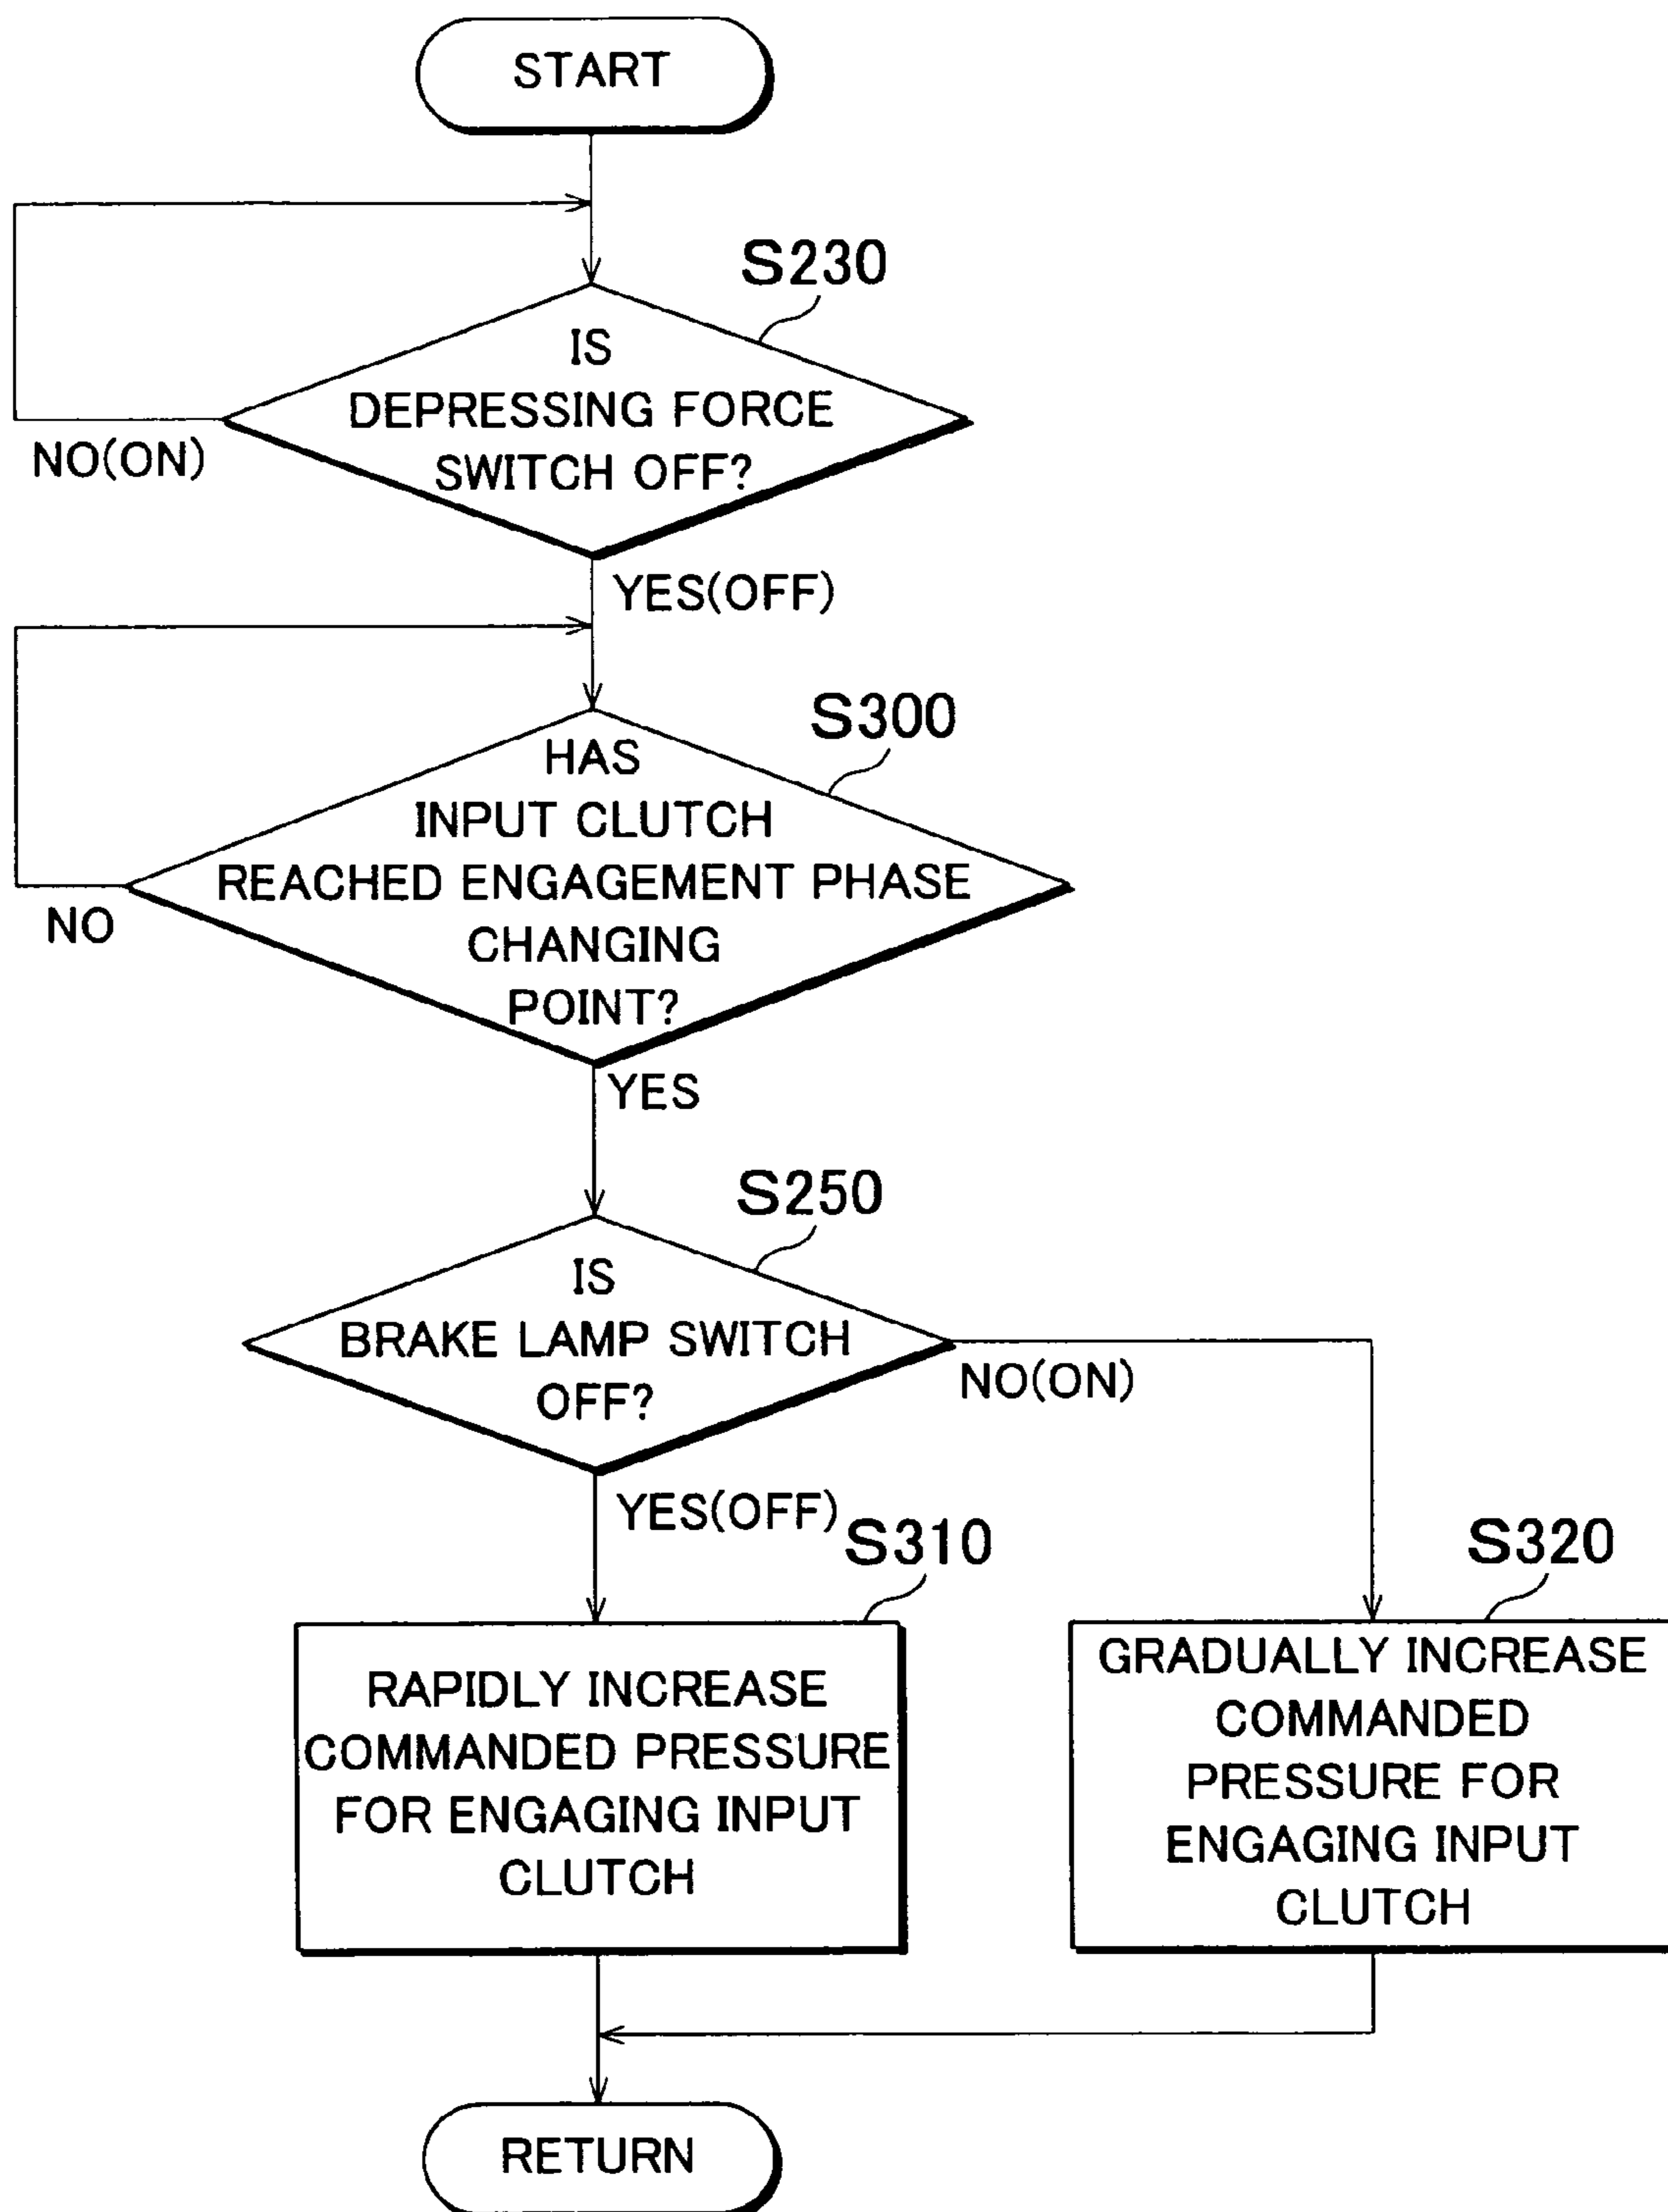 START
S230
IS
DEPRESSING FORCE
SWITCH OFF?
NO(ON)
YES(OFF)
S300
HAS
INPUT CLUTCH
REACHED ENGAGEMENT PHASE
CHANGING
POINT?
NO
YES
S250
IS
BRAKE LAMP SWITCH
OFF?
NO(ON)
YES(OFF)
S310
RAPIDLY INCREASE
COMMANDED PRESSURE
FOR ENGAGING INPUT
CLUTCH
S320
GRADUALLY INCREASE
COMMANDED
PRESSURE FOR
ENGAGING INPUT
CLUTCH
RETURN